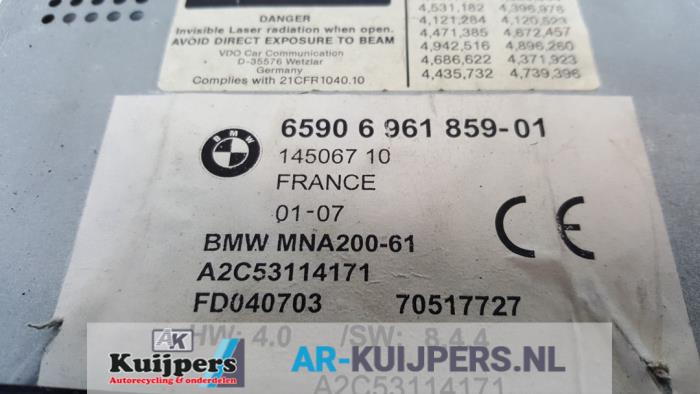 DANGER
Invisible Laser radiation when open.
AVOID DIRECT EXPOSURE TO BEAM
VDO Car Communication
D-35576 Wetzlar
Germany
Complies with 21CFR1040.10
4,531,182 4,396,976
4,121,284 4,120,523
4,471,385 4,672,457
4,942,516 4,896,260
4,686,622 4,371,923
4,435,732 4,739,396
BMW
6590 6 961 859-01
145067 10
FRANCE
01-07
CE
BMW MNA200-61
A2C53114171
FD040703 70517727
HW: 4.0 /SW: 8.4.4
A2C53114171
AK
Kuijpers
Autorecycling & onderdelen
AR-KUIJPERS.NL